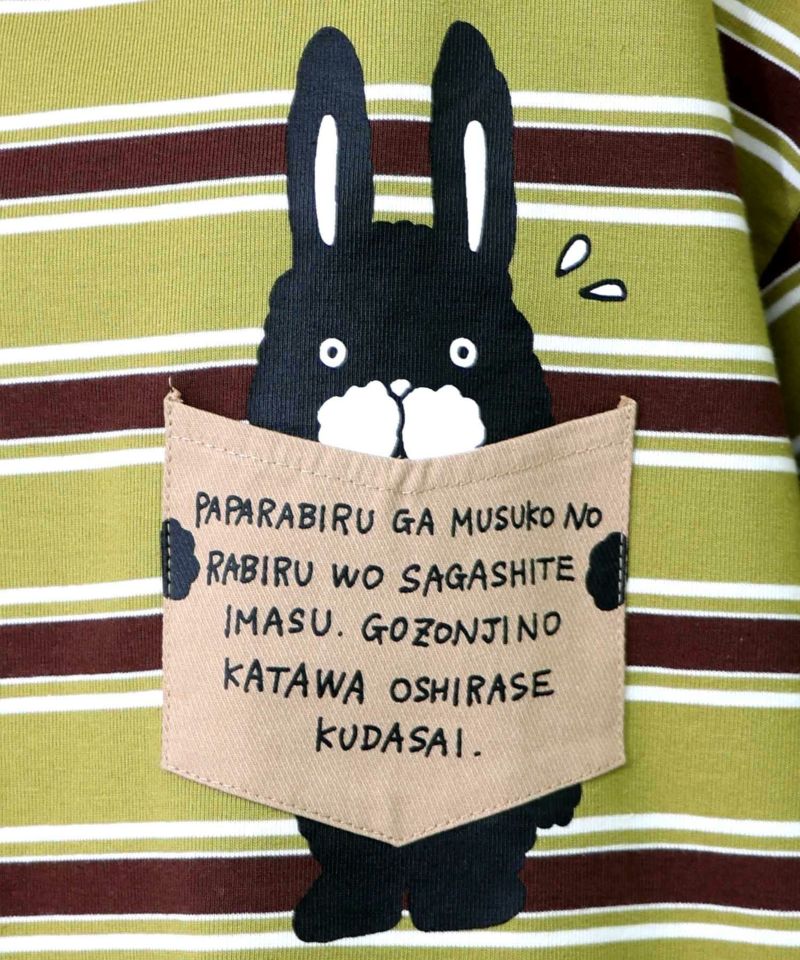 PAPARABIRU GA MUSUKO NO
RABIRU WO SAGASHITE
IMASU. GOZONJINO
KATAWA OSHIRASE
KUDASAI.